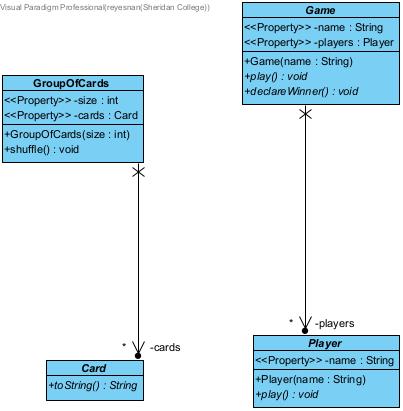 Visual Paradigm Professional(reyesnan(Sheridan College))
Game
<<Property>> -name : String
<<Property>> -players : Player
+Game(name : String)
+play() : void
+declareWinner() : void
GroupOfCards
<<Property>> -size : int
<<Property>> -cards : Card
+GroupOfCards(size : int)
+shuffle() : void
* -cards
Card
+toString() : String
* -players
Player
<<Property>> -name : String
+Player(name : String)
+play() : void